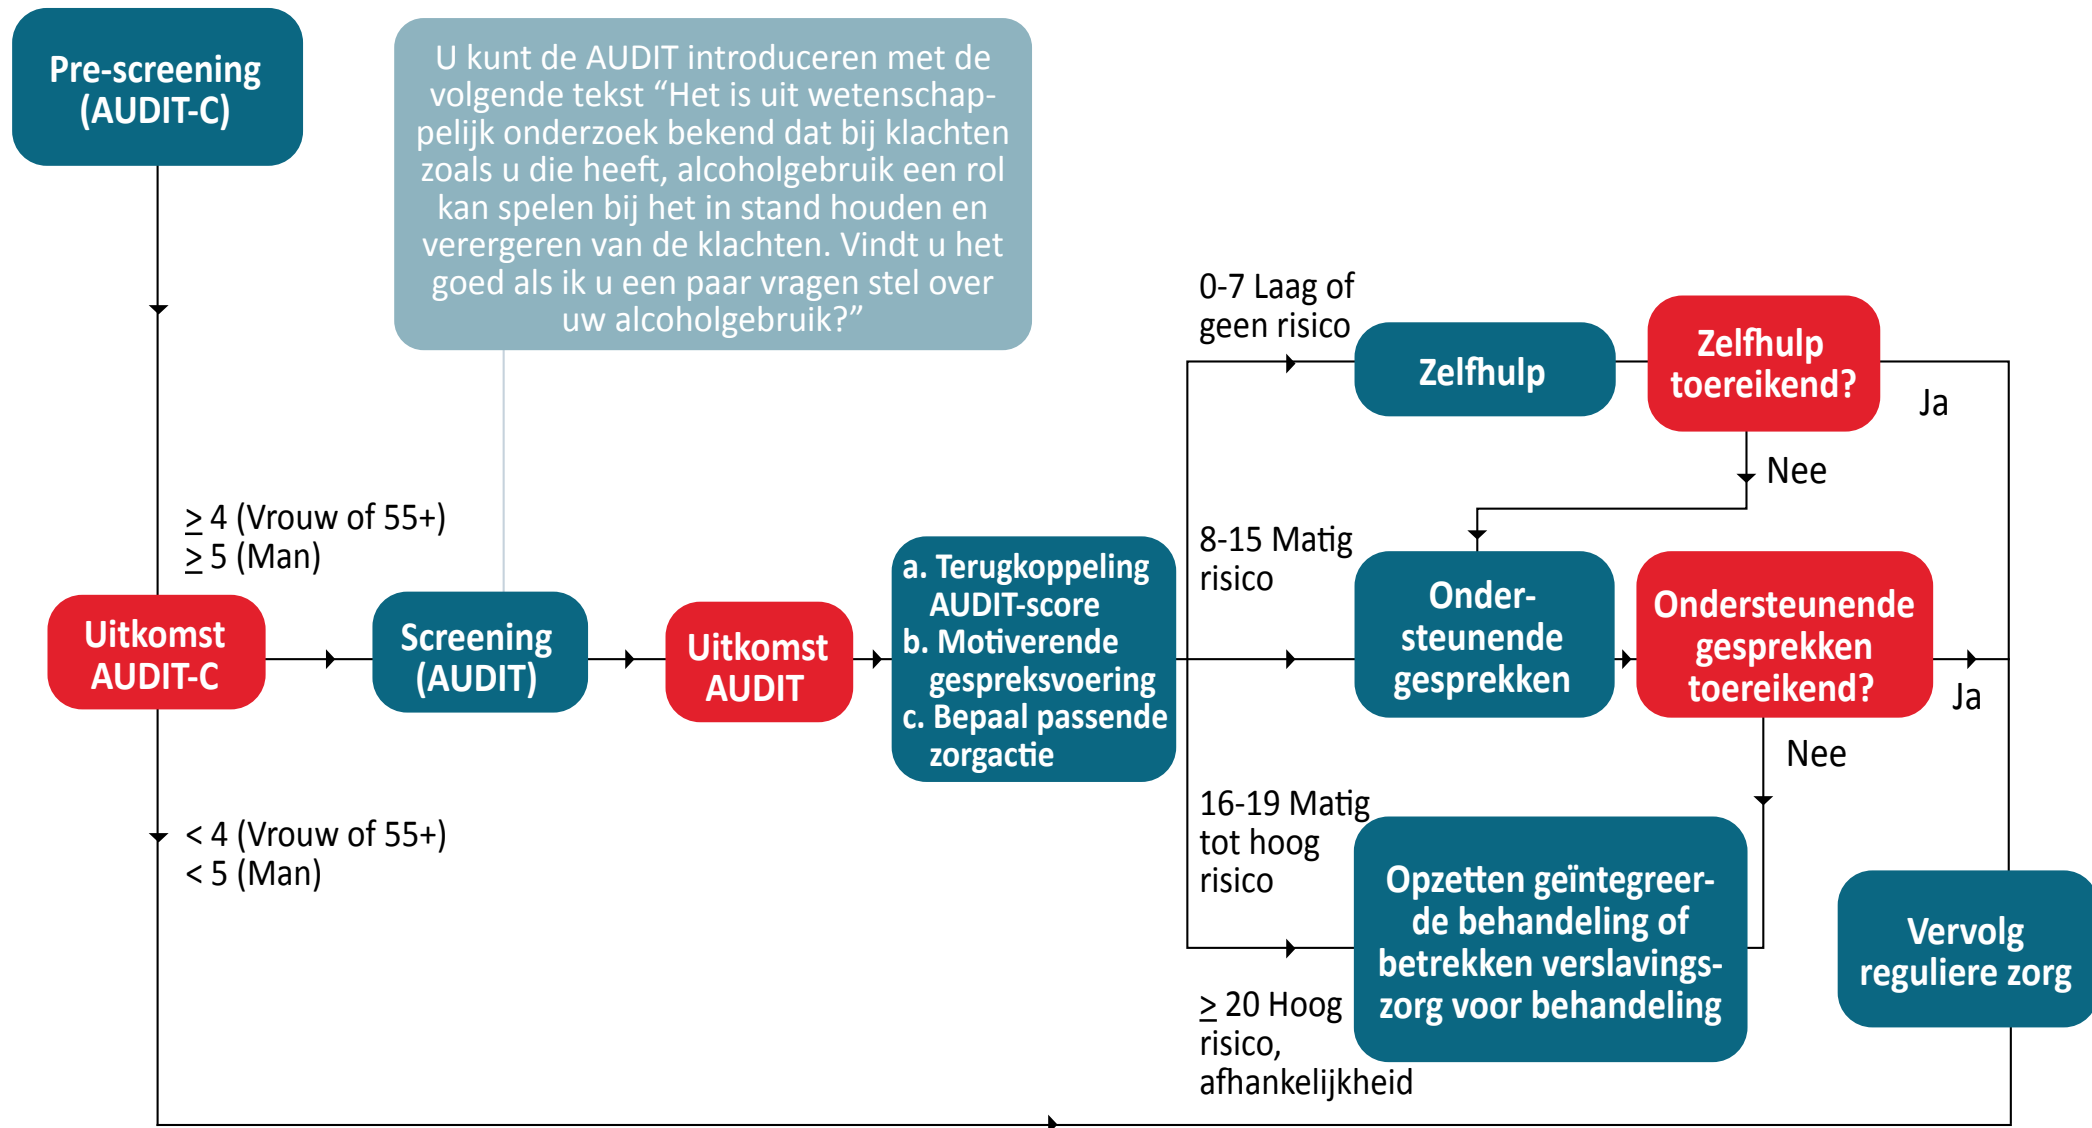 Pre-screening
(AUDIT-C)
U kunt de AUDIT introduceren met de
volgende tekst “Het is uit wetenschap-
pelijk onderzoek bekend dat bij klachten
zoals u die heeft, alcoholgebruik een rol
kan spelen bij het in stand houden en
verergeren van de klachten. Vindt u het
goed als ik u een paar vragen stel over
uw alcoholgebruik?”
≥ 4 (Vrouw of 55+)
≥ 5 (Man)
Uitkomst
AUDIT-C
< 4 (Vrouw of 55+)
< 5 (Man)
Screening
(AUDIT)
Uitkomst
AUDIT
a. Terugkoppeling
AUDIT-score
b. Motiverende
gespreksvoering
c. Bepaal passende
zorgactie
0-7 Laag of
geen risico
Zelfhulp
Zelfhulp
toereikend?
Ja
Nee
8-15 Matig
risico
Onder-
steunende
gesprekken
Ondersteunende
gesprekken
toereikend?
Ja
Nee
16-19 Matig
tot hoog
risico
Opzetten geïntegreer-
de behandeling of
betrekken verslavings-
zorg voor behandeling
≥ 20 Hoog
risico,
afhankelijkheid
Vervolg
reguliere zorg